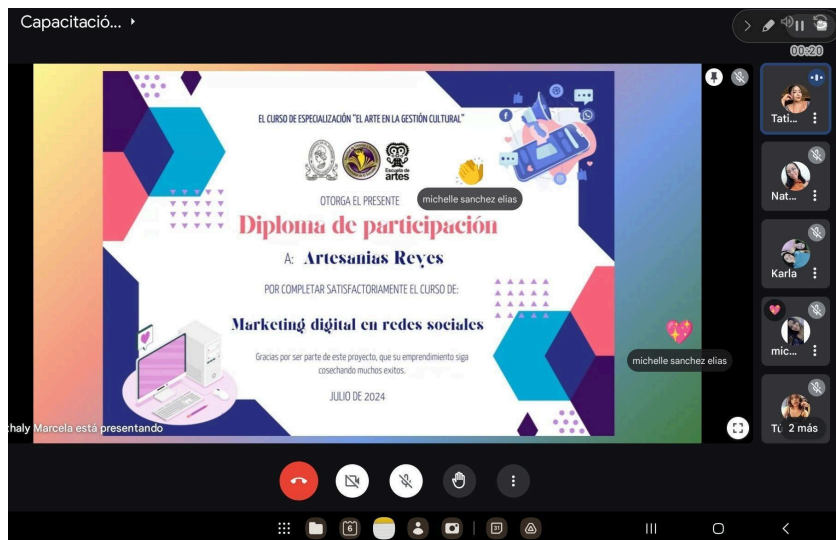 Capacitació...
00:20
EL CURSO DE ESPECIALIZACIÓN "EL ARTE EN LA GESTIÓN CULTURAL"
Escuela de
artes
OTORGA EL PRESENTE
michelle sanchez elias
Diploma de participación
A: Artesanias Reyes
POR COMPLETAR SATISFACTORIAMENTE EL CURSO DE:
Marketing digital en redes sociales
Gracias por ser parte de este proyecto, que su emprendimiento siga
cosechando muchos exitos.
JULIO DE 2024
michelle sanchez elias
haly Marcela está presentando
Tati...
Nat...
Karla
mic...
Tú
2 más
6
31